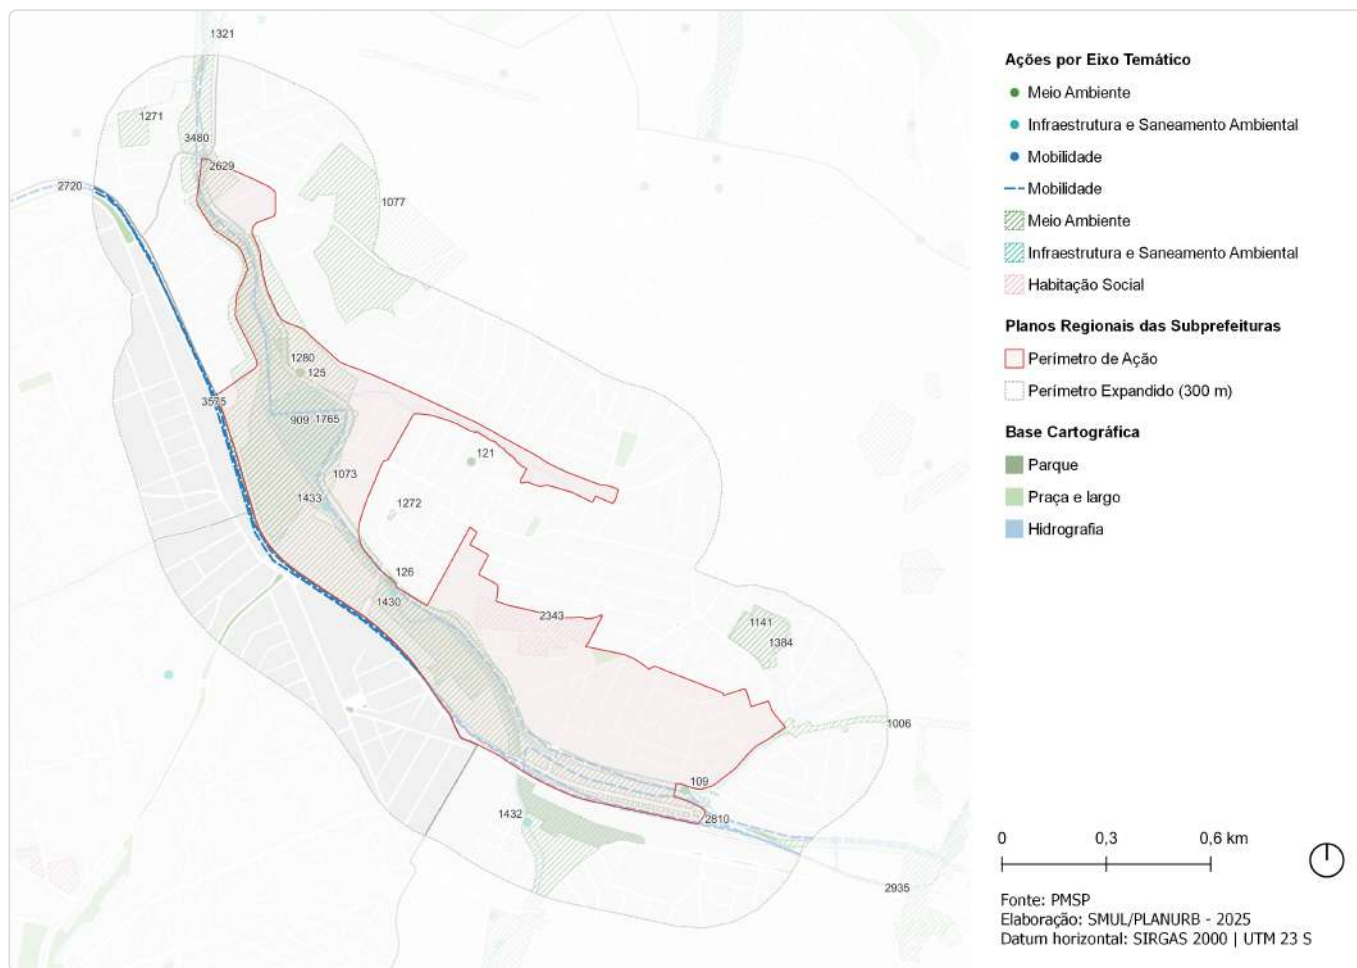 1321
1271
3480
2629
2720
1077
1280
125
3575
909 1765
121
1073
1433
1272
126
1430
2343
1141
1384
1006
109
1432
2810
2935
Ações por Eixo Temático
Meio Ambiente
Infraestrutura e Saneamento Ambiental
Mobilidade
Mobilidade
Meio Ambiente
Infraestrutura e Saneamento Ambiental
Habitação Social
Planos Regionais das Subprefeituras
Perímetro de Ação
Perímetro Expandido (300 m)
Base Cartográfica
Parque
Praça e largo
Hidrografia
0 0,3 0,6 km
Fonte: PMSP
Elaboração: SMUL/PLANURB - 2025
Datum horizontal: SIRGAS 2000 | UTM 23 S